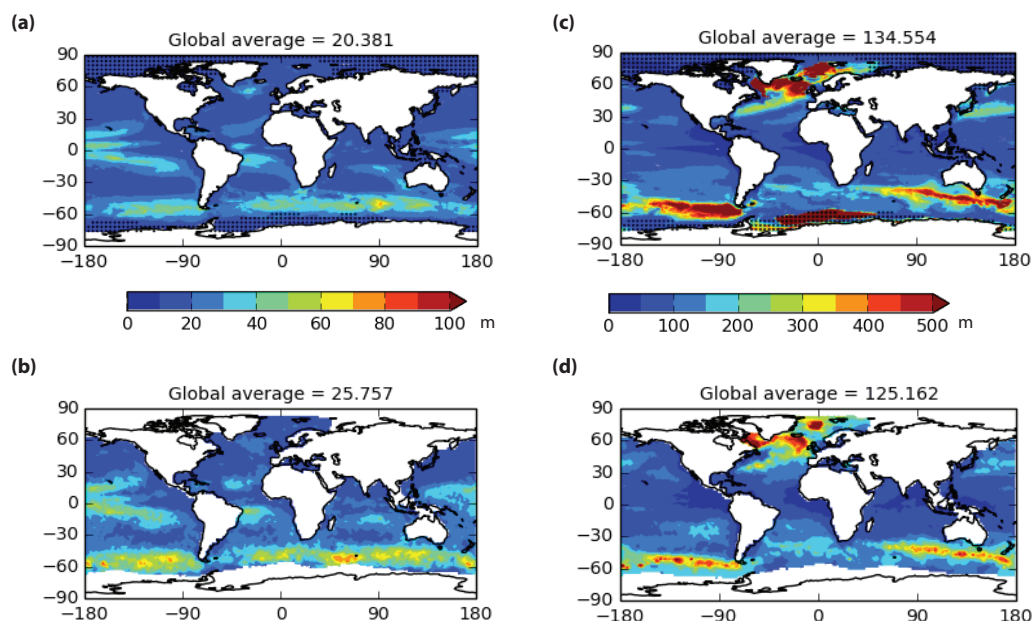 (a)
Global average = 20.381
90
60
30
0
−30
−60
−90
−180 −90 0 90 180
0 20 40 60 80 100 m
(c)
Global average = 134.554
90
60
30
0
−30
−60
−90
−180 −90 0 90 180
0 100 200 300 400 500 m
(b)
Global average = 25.757
90
60
30
0
−30
−60
−90
−180 −90 0 90 180
(d)
Global average = 125.162
90
60
30
0
−30
−60
−90
−180 −90 0 90 180